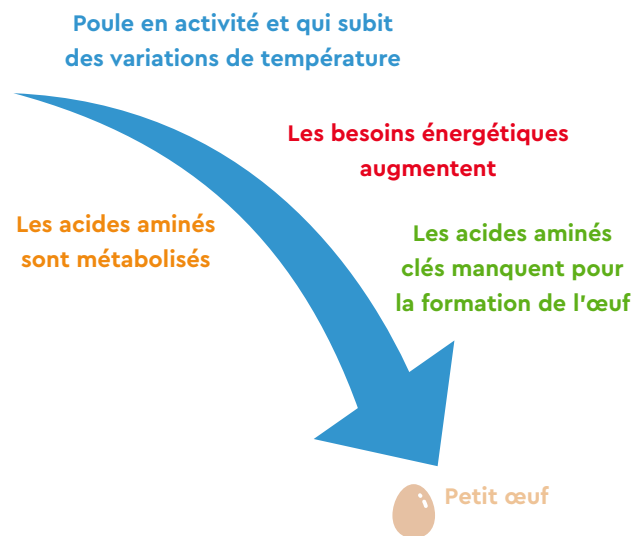 Poule en activité et qui subit
des variations de température
Les besoins énergétiques
augmentent
Les acides aminés
sont métabolisés
Les acides aminés
clés manquent pour
la formation de l'œuf
Petit œuf